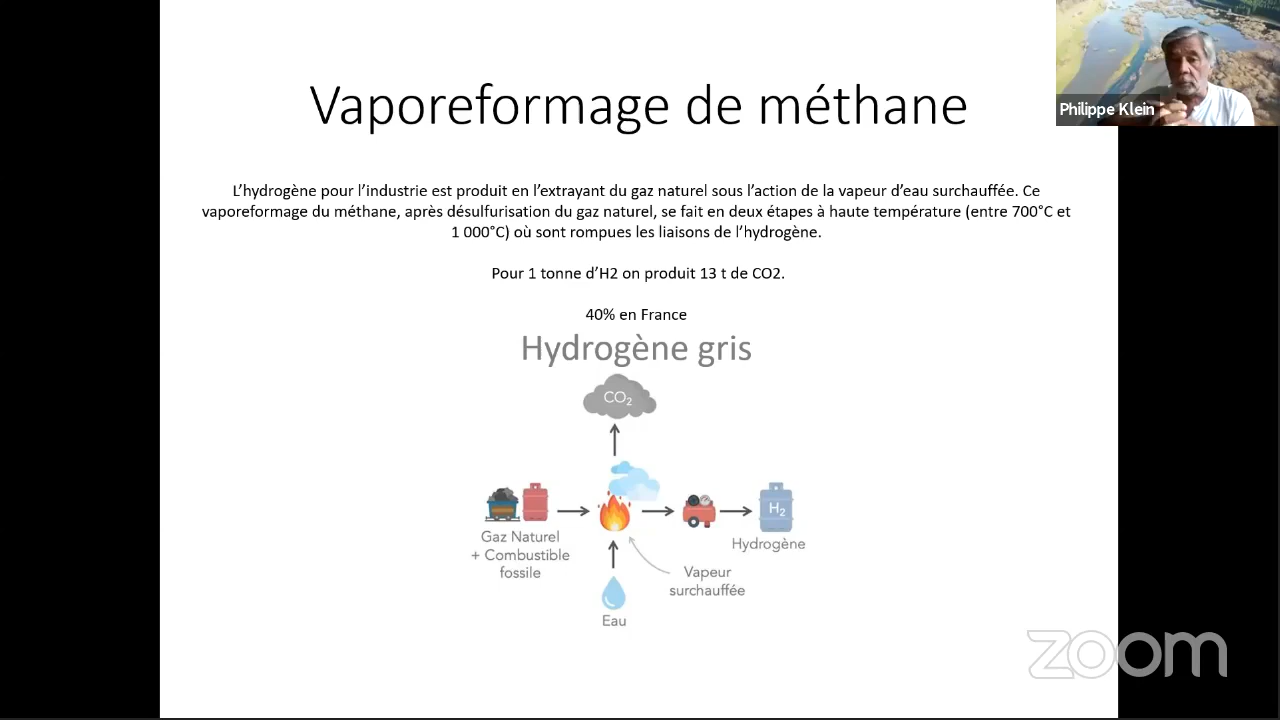 Vaporeformage de méthane
Philippe Klein
L’hydrogène pour l’industrie est produit en l’extrayant du gaz naturel sous l’action de la vapeur d’eau surchauffée. Ce
vaporeformage du méthane, après désulfurisation du gaz naturel, se fait en deux étapes à haute température (entre 700°C et
1 000°C) où sont rompues les liaisons de l’hydrogène.
Pour 1 tonne d’H2 on produit 13 t de CO2.
40% en France
Hydrogène gris
CO₂
H₂
Gaz Naturel
+ Combustible
fossile
Hydrogène
Vapeur
surchauffée
Eau
zoom